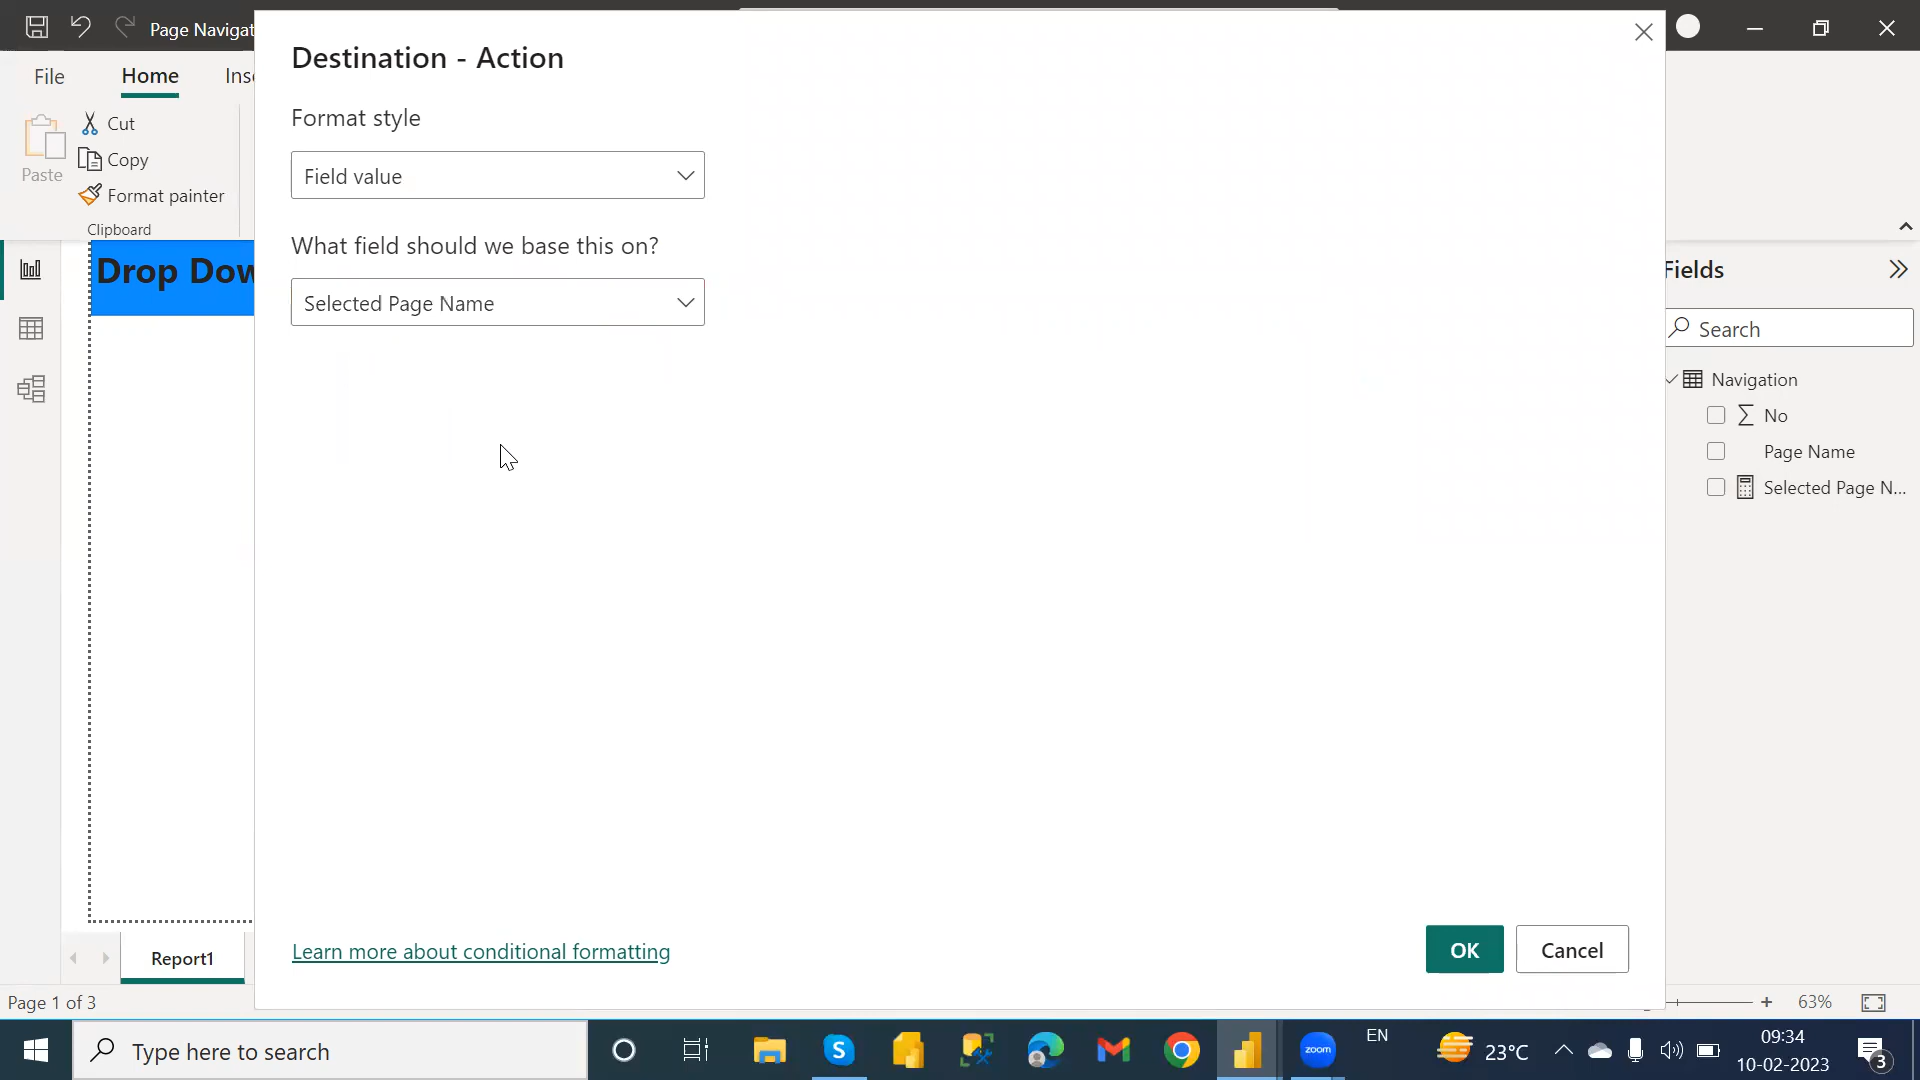 Page Navigat
File
Home
Ins
Paste
Cut
Copy
Format painter
Clipboard
Drop Dow
Destination - Action
Format style
Field value
What field should we base this on?
Selected Page Name
Learn more about conditional formatting
OK
Cancel
Fields
Search
Navigation
No
Page Name
Selected Page N...
Report1
Page 1 of 3
63%
Type here to search
S
zoom
EN
23°C
09:34
10-02-2023
3